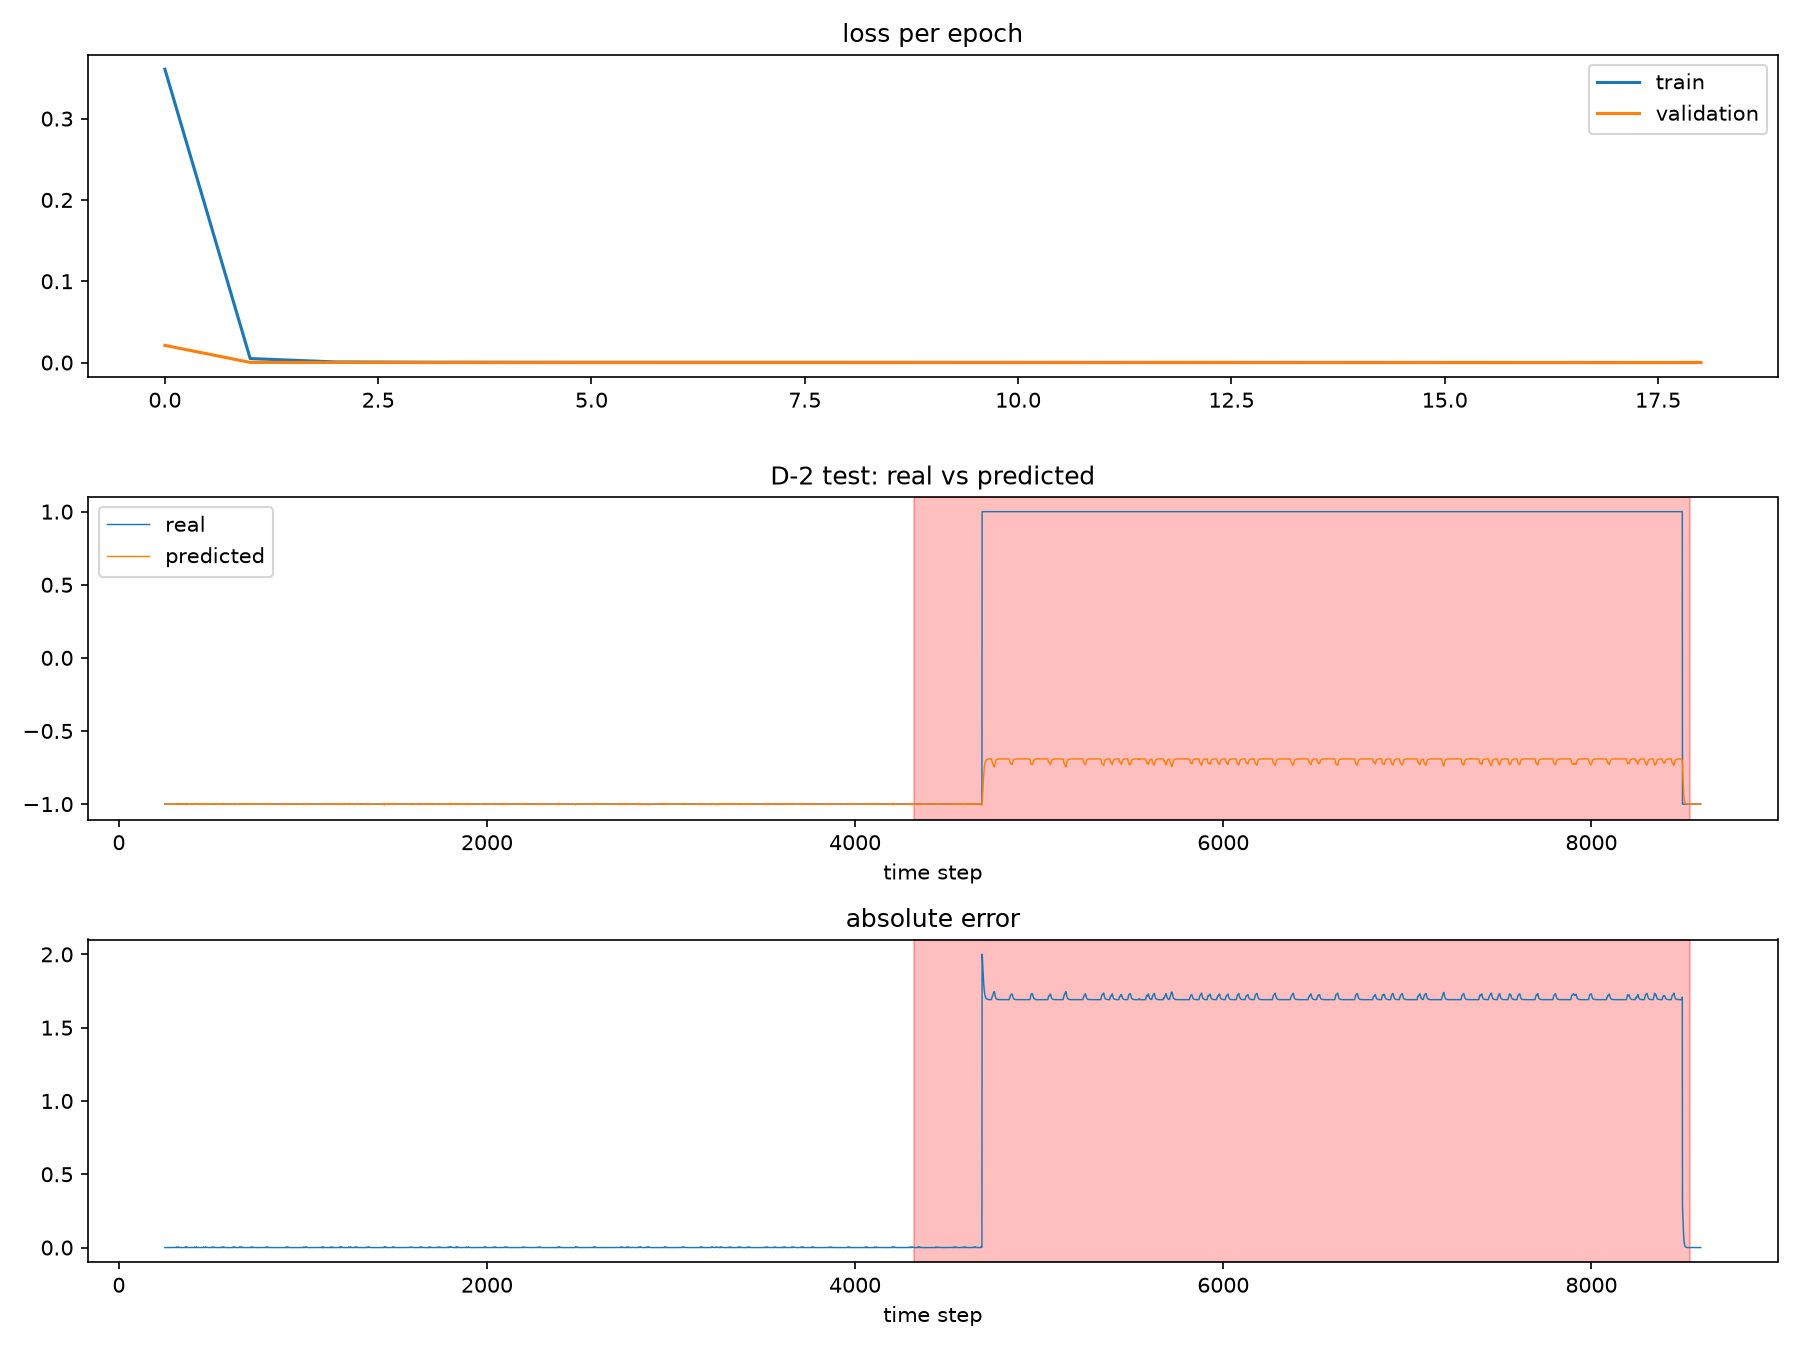 loss per epoch
train
validation
0.3
0.2
0.1
0.0
0.0 2.5 5.0 7.5 10.0 12.5 15.0 17.5
D-2 test: real vs predicted
real
predicted
1.0
0.5
0.0
−0.5
−1.0
0 2000 4000 6000 8000
time step
absolute error
2.0
1.5
1.0
0.5
0.0
0 2000 4000 6000 8000
time step